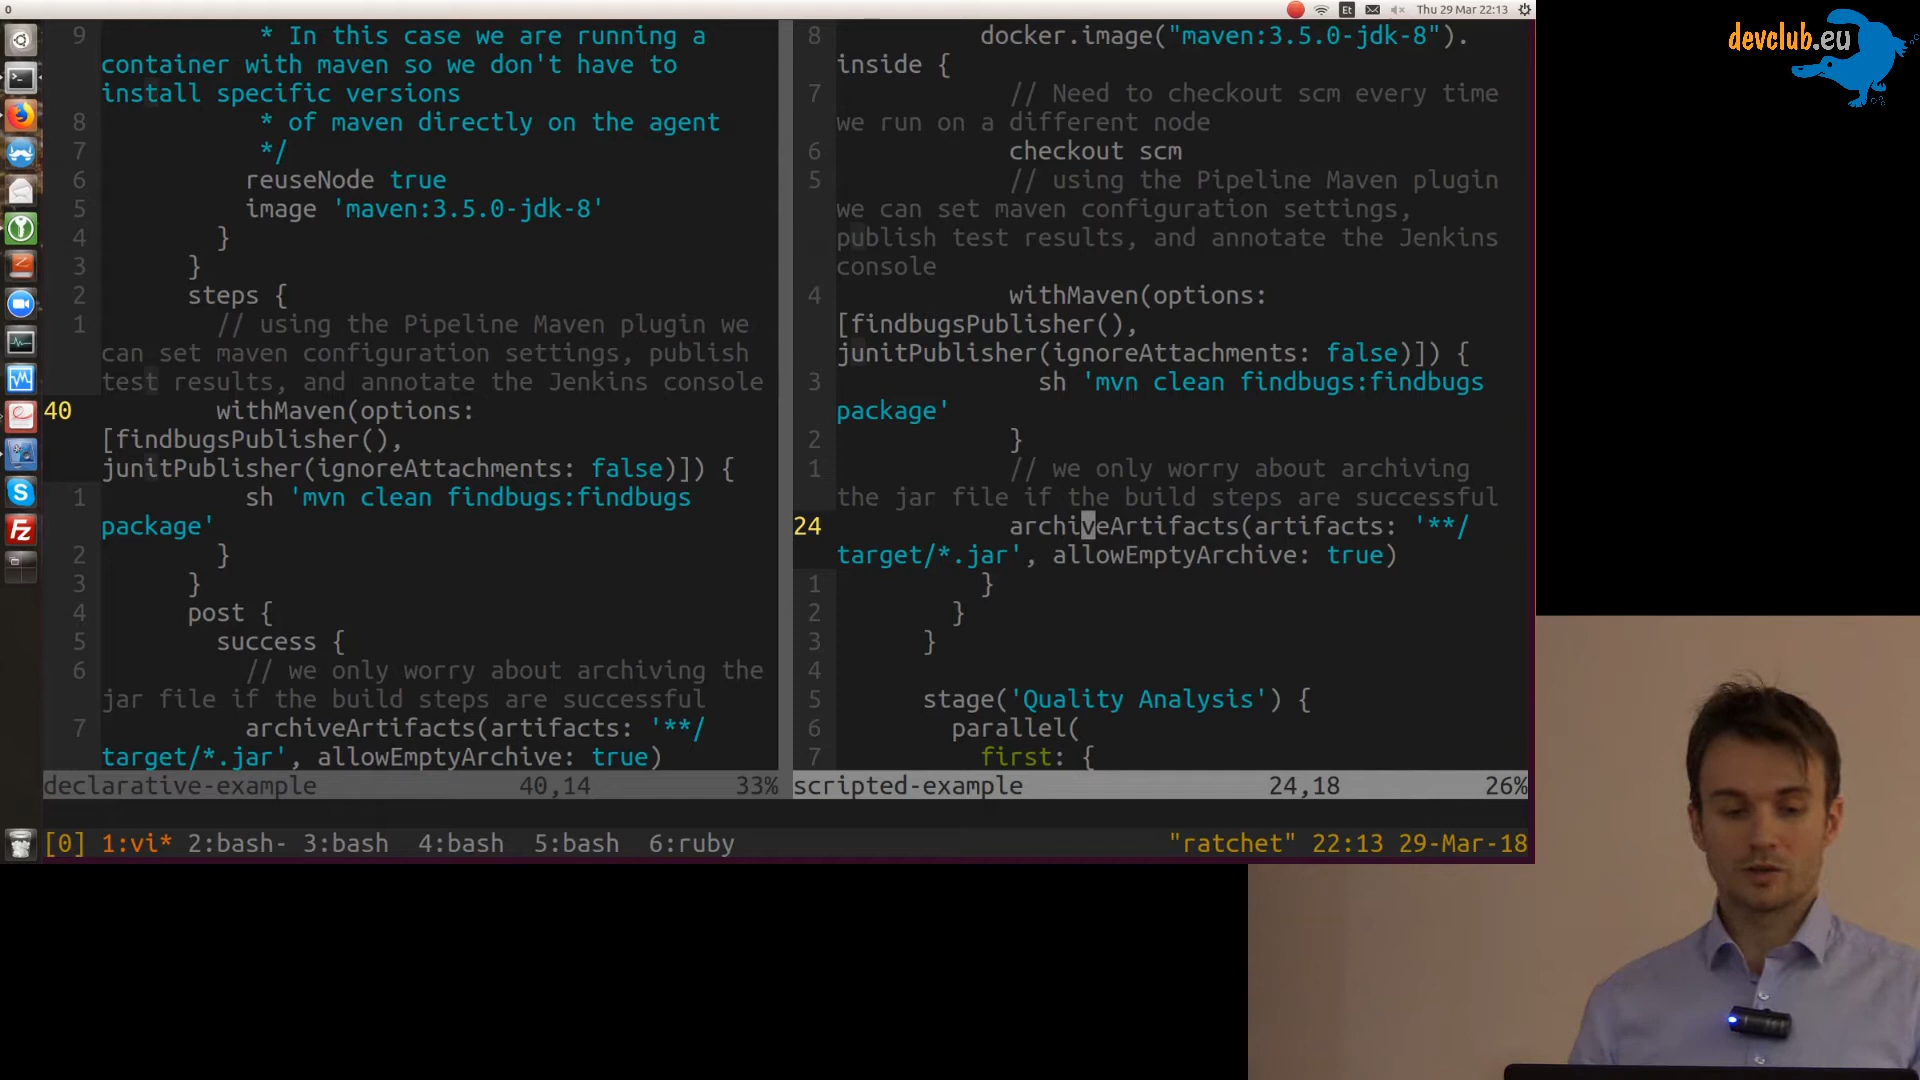 0
Et
Thu 29 Mar 22:13
devclub.eu
9 * In this case we are running a
container with maven so we don't have to
install specific versions
8 * of maven directly on the agent
7 */
6 reuseNode true
5 image 'maven:3.5.0-jdk-8'
4 }
3 }
2 steps {
1 // using the Pipeline Maven plugin we
can set maven configuration settings, publish
test results, and annotate the Jenkins console
40 withMaven(options:
[findbugsPublisher(),
junitPublisher(ignoreAttachments: false)]) {
1 sh 'mvn clean findbugs:findbugs
package'
2 }
3 }
4 post {
5 success {
6 // we only worry about archiving the
jar file if the build steps are successful
7 archiveArtifacts(artifacts: '**/
target/*.jar', allowEmptyArchive: true)
declarative-example 40,14 33%
8 docker.image("maven:3.5.0-jdk-8").
inside {
7 // Need to checkout scm every time
we run on a different node
6 checkout scm
5 // using the Pipeline Maven plugin
we can set maven configuration settings,
publish test results, and annotate the Jenkins
console
4 withMaven(options:
[findbugsPublisher(),
junitPublisher(ignoreAttachments: false)]) {
3 sh 'mvn clean findbugs:findbugs
package'
2 }
1 // we only worry about archiving
the jar file if the build steps are successful
24 archiveArtifacts(artifacts: '**/
target/*.jar', allowEmptyArchive: true)
1 }
2 }
3 }
4
5 stage('Quality Analysis') {
6 parallel(
7 first: {
scripted-example 24,18 26%
[0] 1:vi* 2:bash- 3:bash 4:bash 5:bash 6:ruby "ratchet" 22:13 29-Mar-18